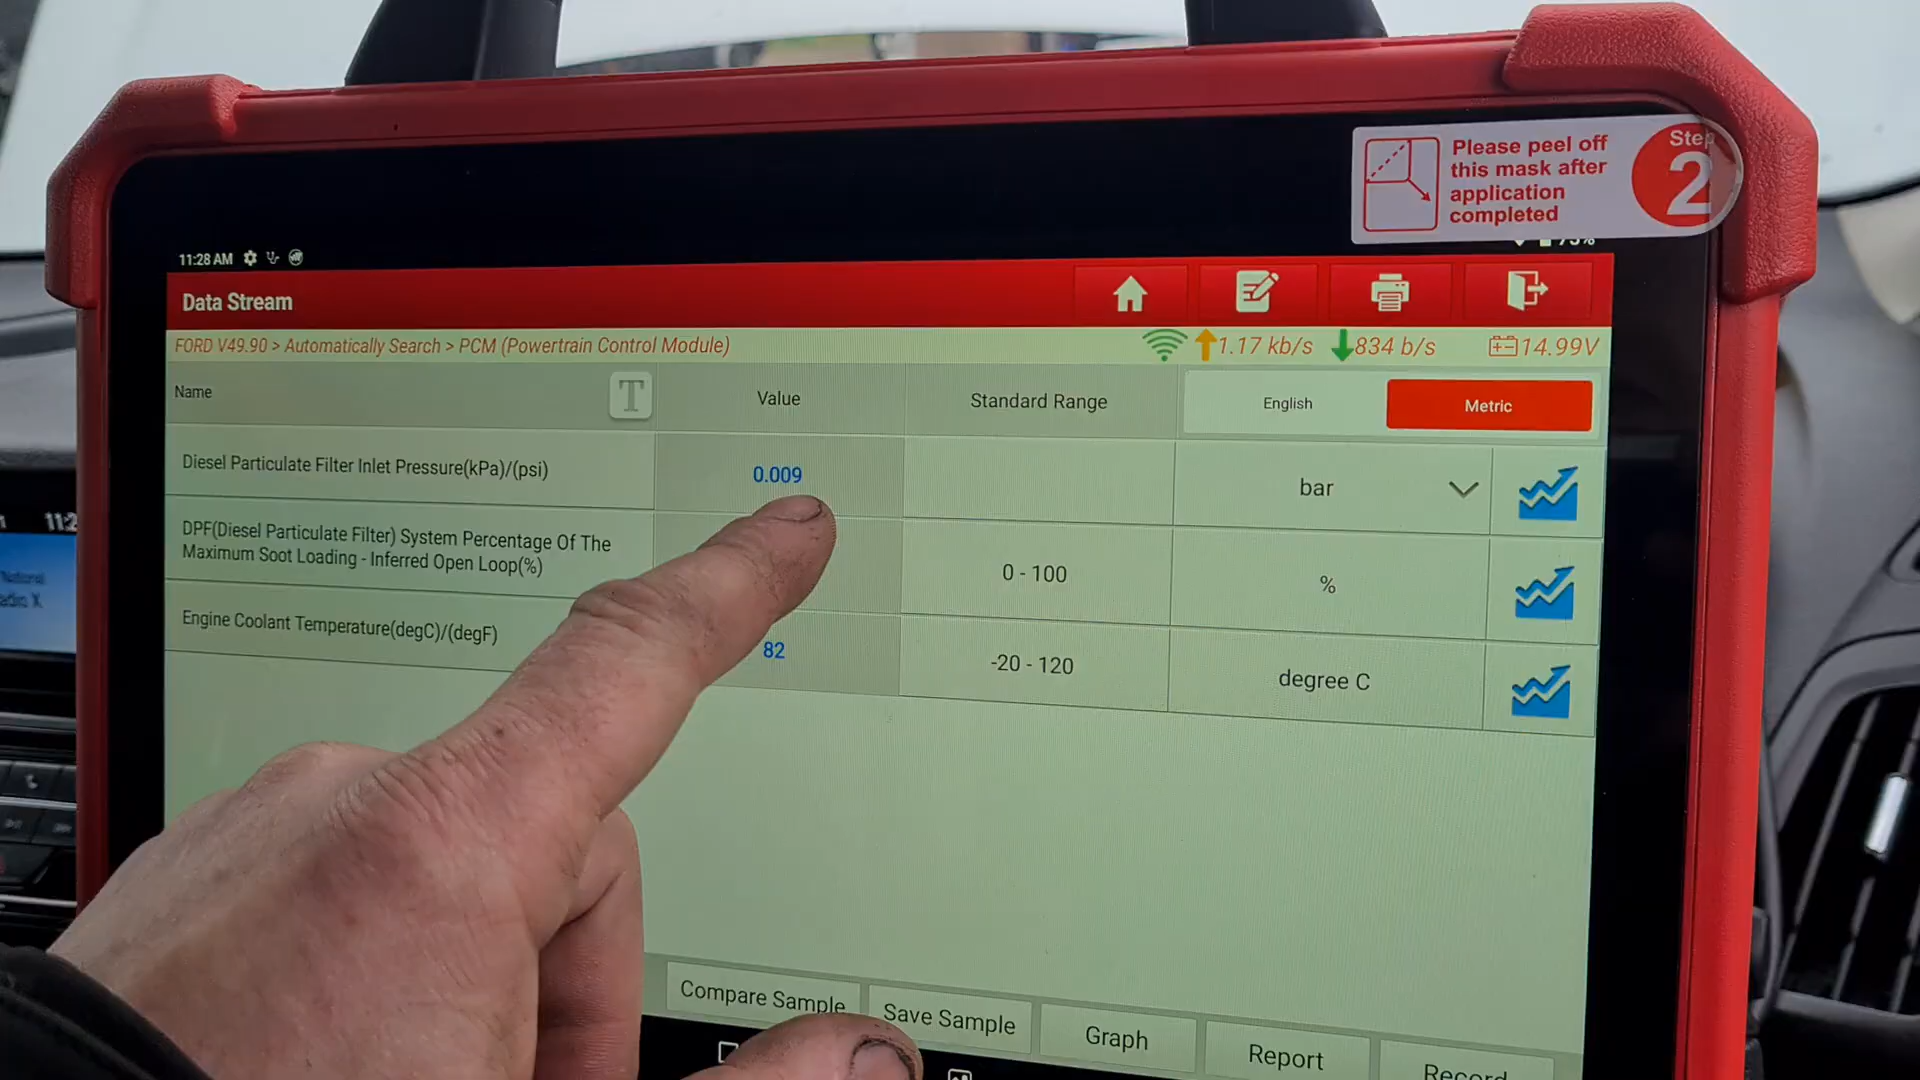 Please peel off
this mask after
application
completed
Step
2
11:28 AM
Data Stream
FORD V49.90 > Automatically Search > PCM (Powertrain Control Module)
1.17 kb/s
834 b/s
14.99V
Name
T
Value
Standard Range
English
Metric
Diesel Particulate Filter Inlet Pressure(kPa)/(psi)
0.009
bar
DPF(Diesel Particulate Filter) System Percentage Of The
Maximum Soot Loading - Inferred Open Loop(%)
0 - 100
%
Engine Coolant Temperature(degC)/(degF)
82
-20 - 120
degree C
Compare Sample
Save Sample
Graph
Report
Record
11:2